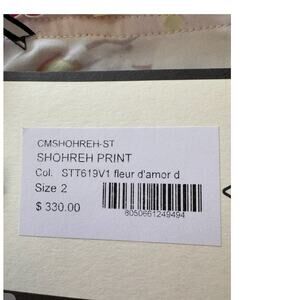 CMSHOHREH-ST
SHOHREH PRINT
Col. STT619V1 fleur d'amor d
Size 2
$ 330.00
8050661249494